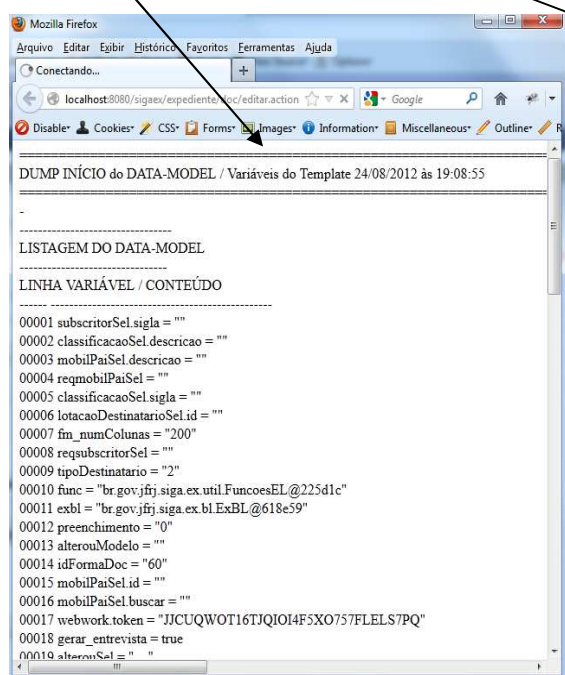 Mozilla Firefox
Arquivo Editar Exibir Histórico Favoritos Ferramentas Ajuda
Conectando...
localhost:8080/sigaex/expediente/doc/editar.action Google
Disable Cookies CSS Forms Images Information Miscellaneous Outline R
================================================
DUMP INÍCIO do DATA-MODEL / Variáveis do Template 24/08/2012 às 19:08:55
================================================
-
---------------------------------
LISTAGEM DO DATA-MODEL
--------------------------------
LINHA VARIÁVEL / CONTEÚDO
------ -----------------------------------------------
00001 subscritorSel.sigla = ""
00002 classificacaoSel.descricao = ""
00003 mobilPaiSel.descricao = ""
00004 reqmobilPaiSel = ""
00005 classificacaoSel.sigla = ""
00006 lotacaoDestinatarioSel.id = ""
00007 fm_numColunas = "200"
00008 reqsubscritorSel = ""
00009 tipoDestinatario = "2"
00010 func = "br.gov.jfrj.siga.ex.util.FuncoesEL@225d1c"
00011 exbl = "br.gov.jfrj.siga.ex.bl.ExBL@618e59"
00012 preenchimento = "0"
00013 alterouModelo = ""
00014 idFormaDoc = "60"
00015 mobilPaiSel.id = ""
00016 mobilPaiSel.buscar = ""
00017 webwork.token = "JJCUQWOT16TJQIOI4F5XO757FLELS7PQ"
00018 gerar_entrevista = true
00019 alterouSel = "